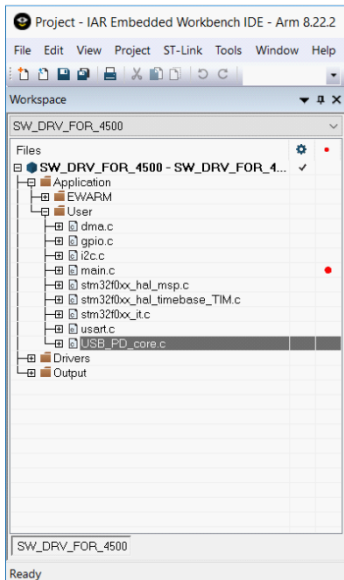 Project - IAR Embedded Workbench IDE - Arm 8.22.2
File Edit View Project ST-Link Tools Window Help
Workspace
SW_DRV_FOR_4500
Files
SW_DRV_FOR_4500 - SW_DRV_FOR_4...
Application
EWARM
User
dma.c
gpio.c
i2c.c
main.c
stm32f0xx_hal_msp.c
stm32f0xx_hal_timebase_TIM.c
stm32f0xx_it.c
usart.c
USB_PD_core.c
Drivers
Output
SW_DRV_FOR_4500
Ready